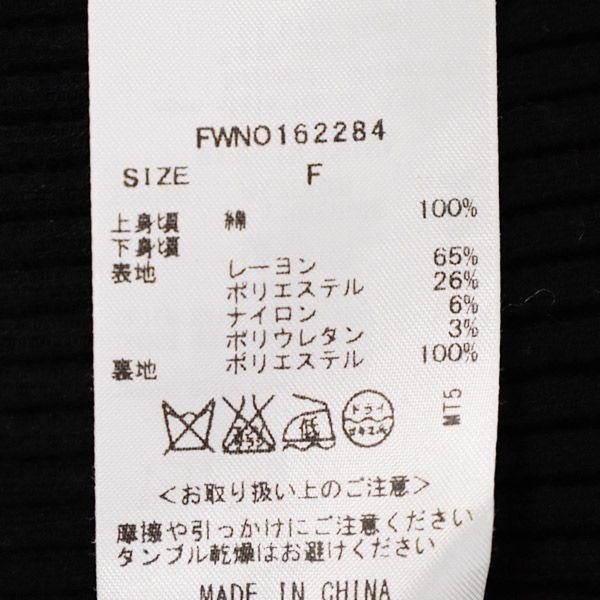 FWNO162284
SIZE F
上身頃 綿 100%
下身頃
表地 レーヨン 65%
ポリエステル 26%
ナイロン 6%
ポリウレタン 3%
裏地 ポリエステル 100%
低 ドライ セキユ系
MT5
<お取り扱い上のご注意>
摩擦や引っかけにご注意ください
タンブル乾燥はお避けください
MADE IN CHINA